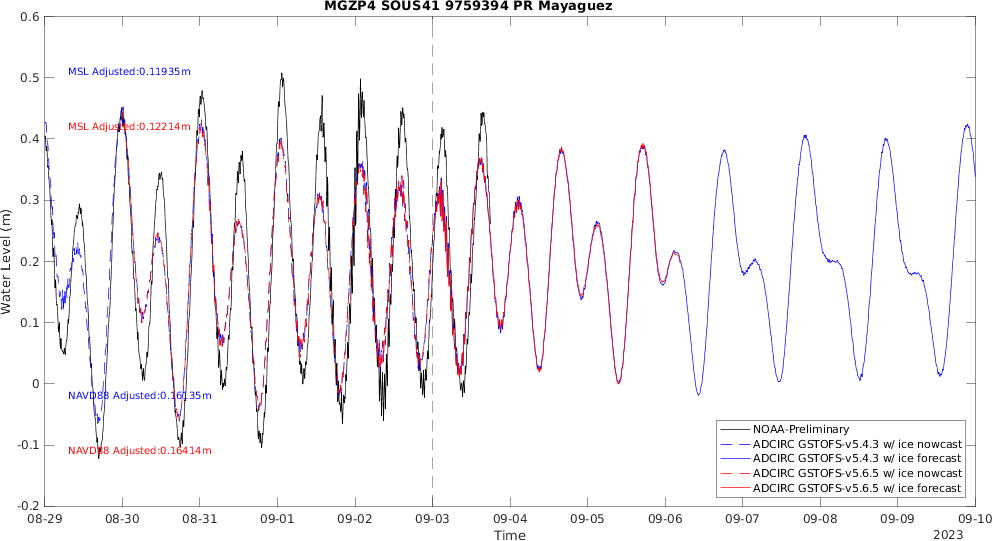 MGZP4 SOUS41 9759394 PR Mayaguez
Water Level (m)
0.6
0.5
0.4
0.3
0.2
0.1
0
-0.1
-0.2
MSL Adjusted:0.11935m
MSL Adjusted:0.12214m
NAVD88 Adjusted:0.16135m
NAVD88 Adjusted:0.16414m
NOAA-Preliminary
ADCIRC GSTOFS-v5.4.3 w/ ice nowcast
ADCIRC GSTOFS-v5.4.3 w/ ice forecast
ADCIRC GSTOFS-v5.6.5 w/ ice nowcast
ADCIRC GSTOFS-v5.6.5 w/ ice forecast
08-29 08-30 08-31 09-01 09-02 09-03 09-04 09-05 09-06 09-07 09-08 09-09 09-10
Time
2023